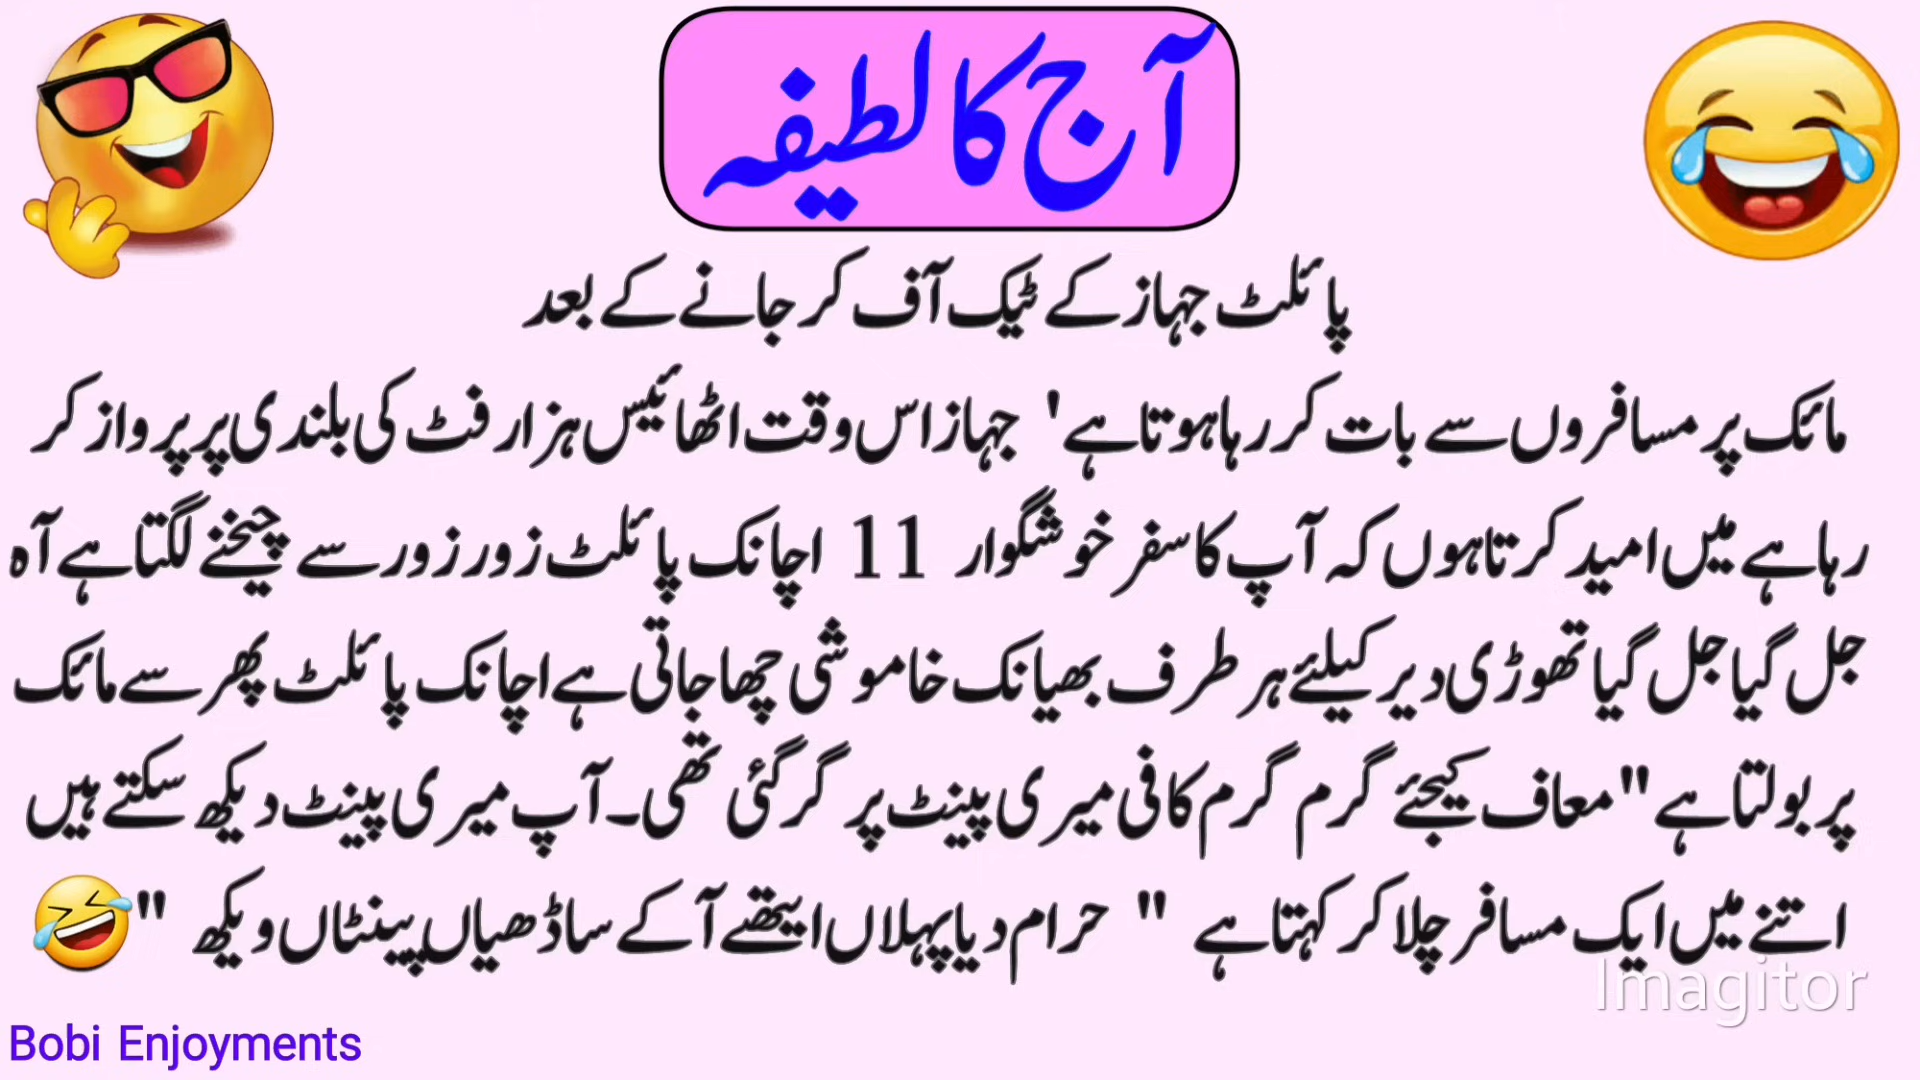 آج کا لطیفہ
پائلٹ جہاز کے ٹیک آف کر جانے کے بعد
مائک پر مسافروں سے بات کر رہا ہوتا ہے' جہاز اس وقت اٹھائیس ہزار فٹ کی بلندی پر پرواز کر
رہا ہے میں امید کرتا ہوں کہ آپ کا سفر خوشگوار 11 اچانک پائلٹ زور زور سے چیخنے لگتا ہے آہ
جل گیا جل گیا تھوڑی دیر کیلئے ہر طرف بھیانک خاموشی چھا جاتی ہے اچانک پائلٹ پھر سے مائک
پر بولتا ہے "معاف کیجئے گرم گرم کافی میری پینٹ پر گر گئی تھی۔ آپ میری پینٹ دیکھ سکتے ہیں
اتنے میں ایک مسافر چلا کر کہتا ہے " حرام دیا پہلاں ایتھے آ کے ساڈھیاں پینٹاں ویکھ "🤣
Imagitor
Bobi Enjoyments